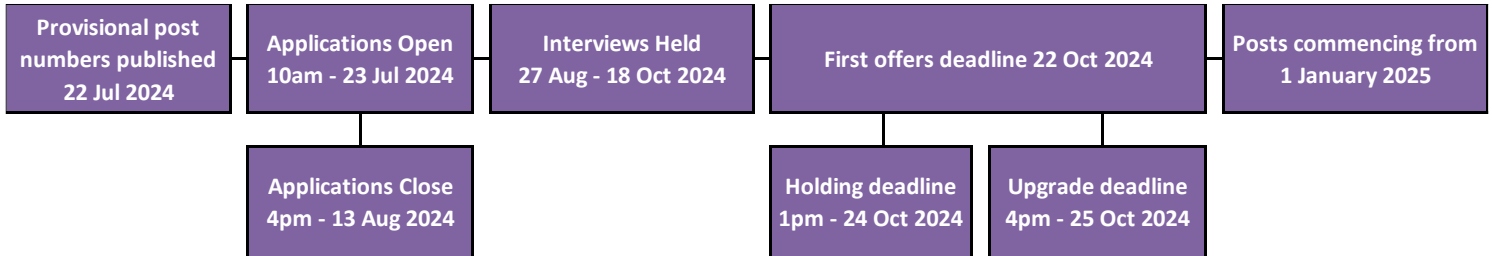 Provisional post
numbers published
22 Jul 2024
Applications Open
10am - 23 Jul 2024
Applications Close
4pm - 13 Aug 2024
Interviews Held
27 Aug - 18 Oct 2024
First offers deadline 22 Oct 2024
Holding deadline
1pm - 24 Oct 2024
Upgrade deadline
4pm - 25 Oct 2024
Posts commencing from
1 January 2025